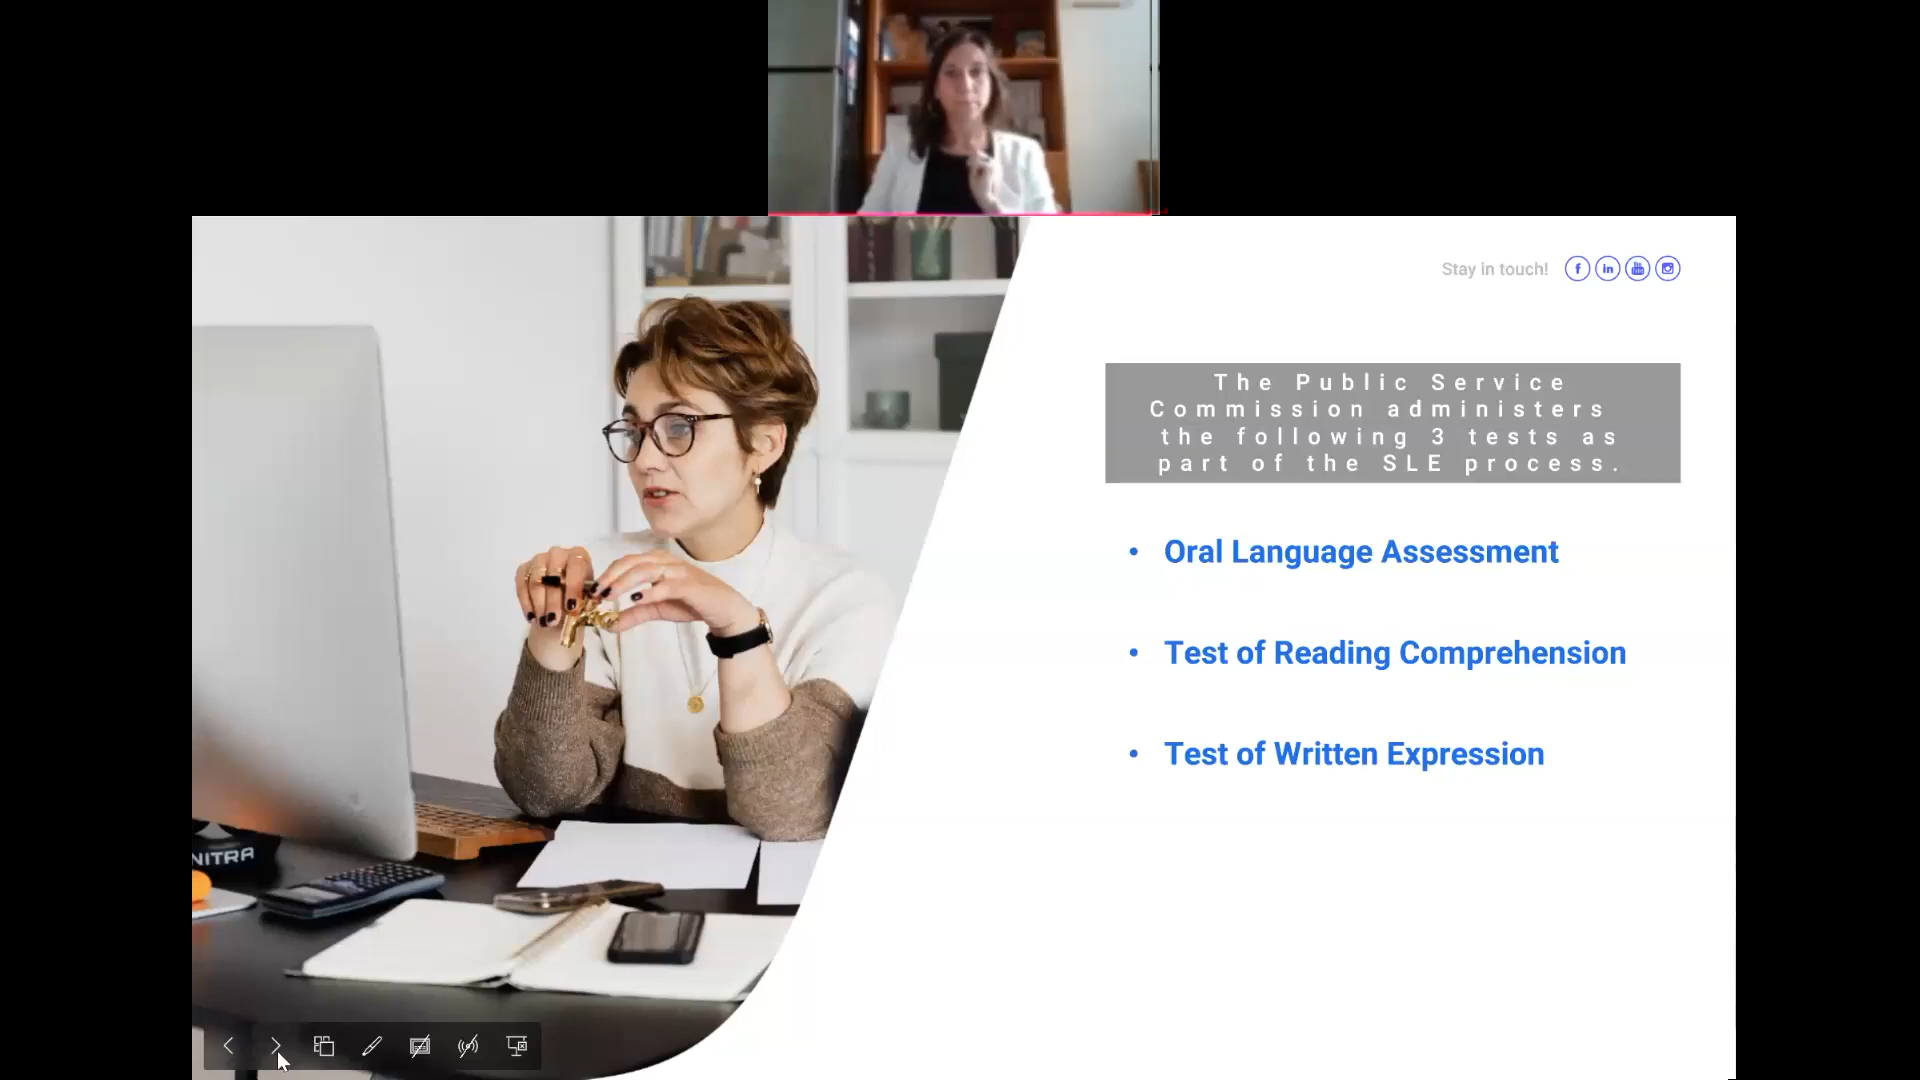 Stay in touch!
The Public Service
Commission administers
the following 3 tests as
part of the SLE process.
• Oral Language Assessment
• Test of Reading Comprehension
• Test of Written Expression
NITRA